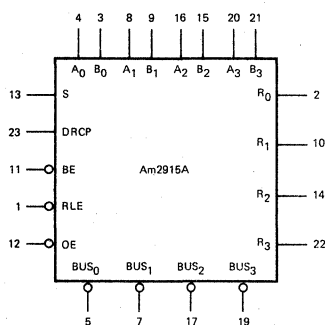 4 3 8 9 16 15 20 21
A0 B0 A1 B1 A2 B2 A3 B3
13 S R0 2
23 DRCP
R1 10
11 BE Am2915A
R2 14
1 RLE
12 OE R3 22
BUS0 BUS1 BUS2 BUS3
5 7 17 19